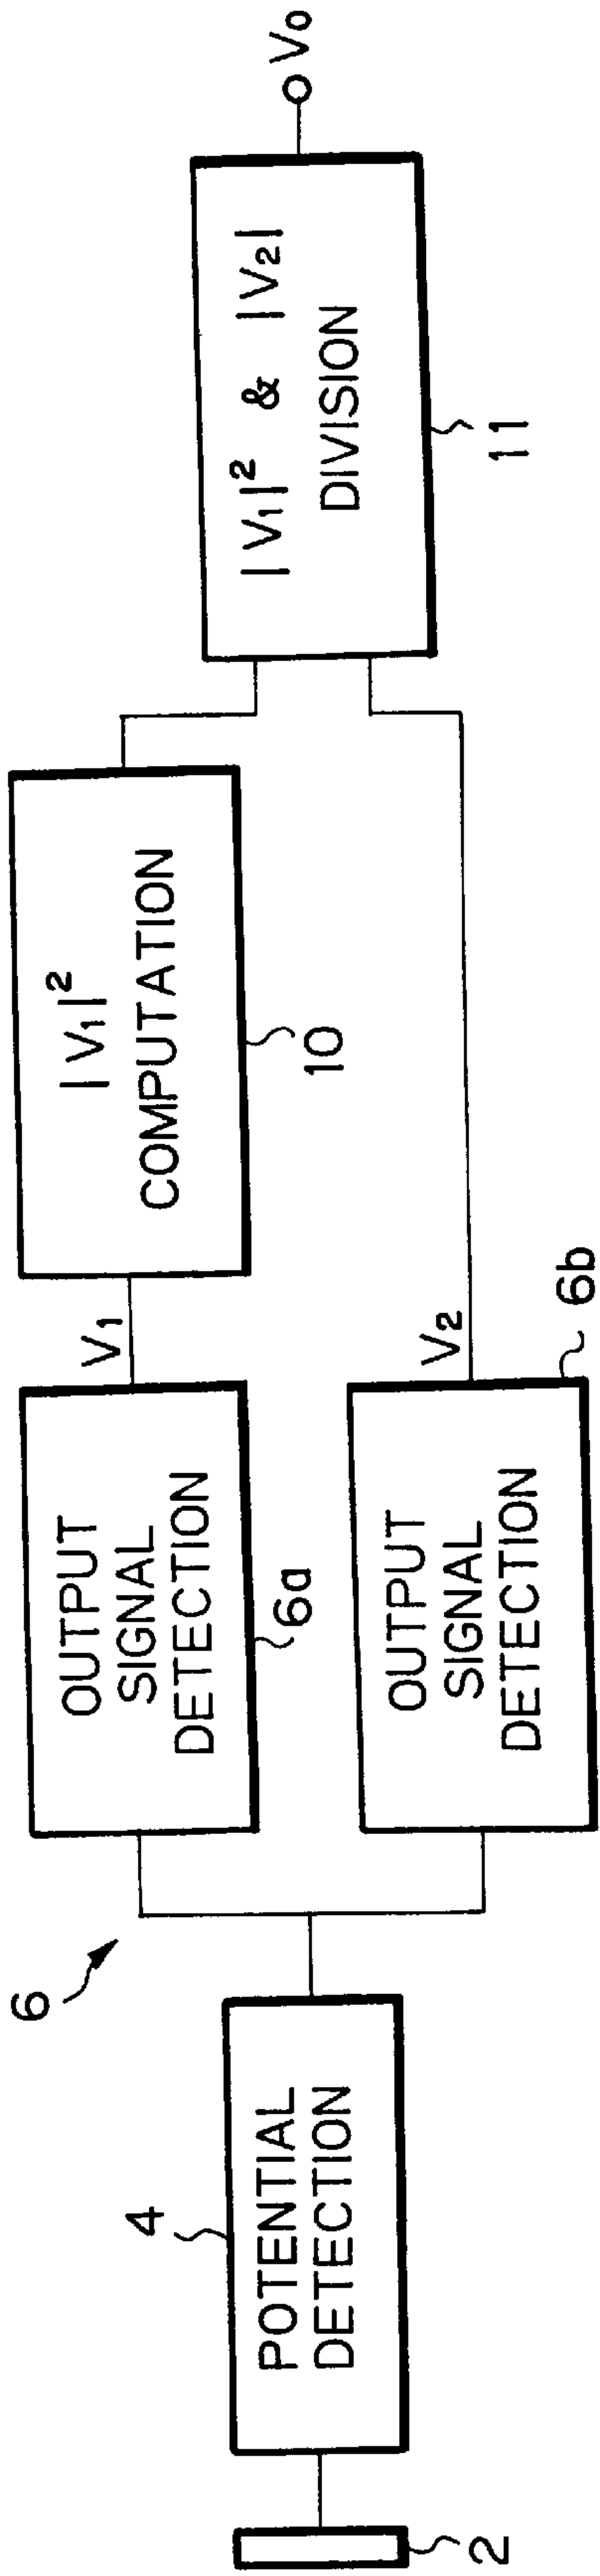 2
4
POTENTIAL
DETECTION
6
OUTPUT
SIGNAL
DETECTION
6a
V1
|V1|²
COMPUTATION
10
OUTPUT
SIGNAL
DETECTION
6b
V2
|V1|² & |V2|
DIVISION
11
Vo